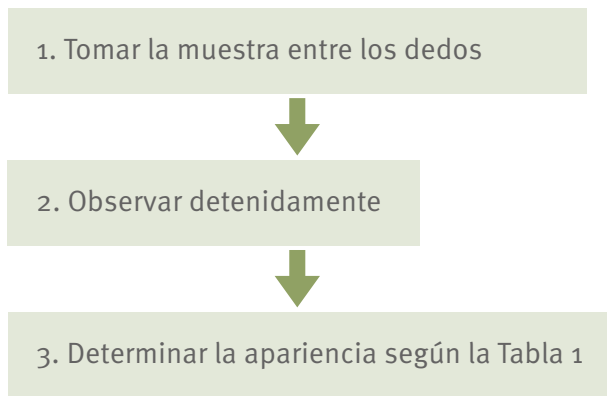 1. Tomar la muestra entre los dedos
2. Observar detenidamente
3. Determinar la apariencia según la Tabla 1